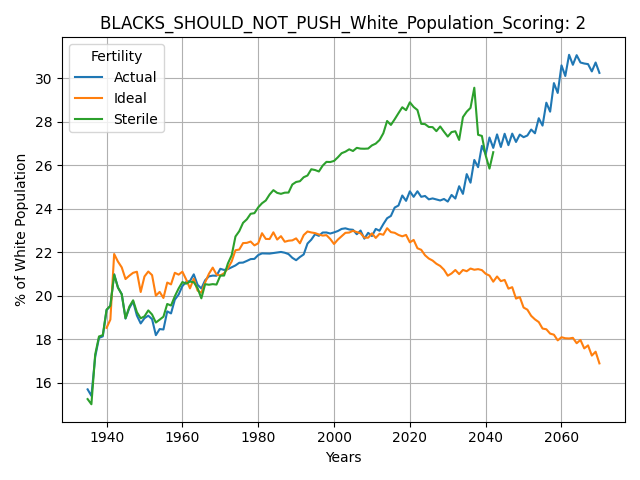 BLACKS_SHOULD_NOT_PUSH_White_Population_Scoring: 2
Fertility
Actual
Ideal
Sterile
% of White Population
30
28
26
24
22
20
18
16
1940 1960 1980 2000 2020 2040 2060
Years